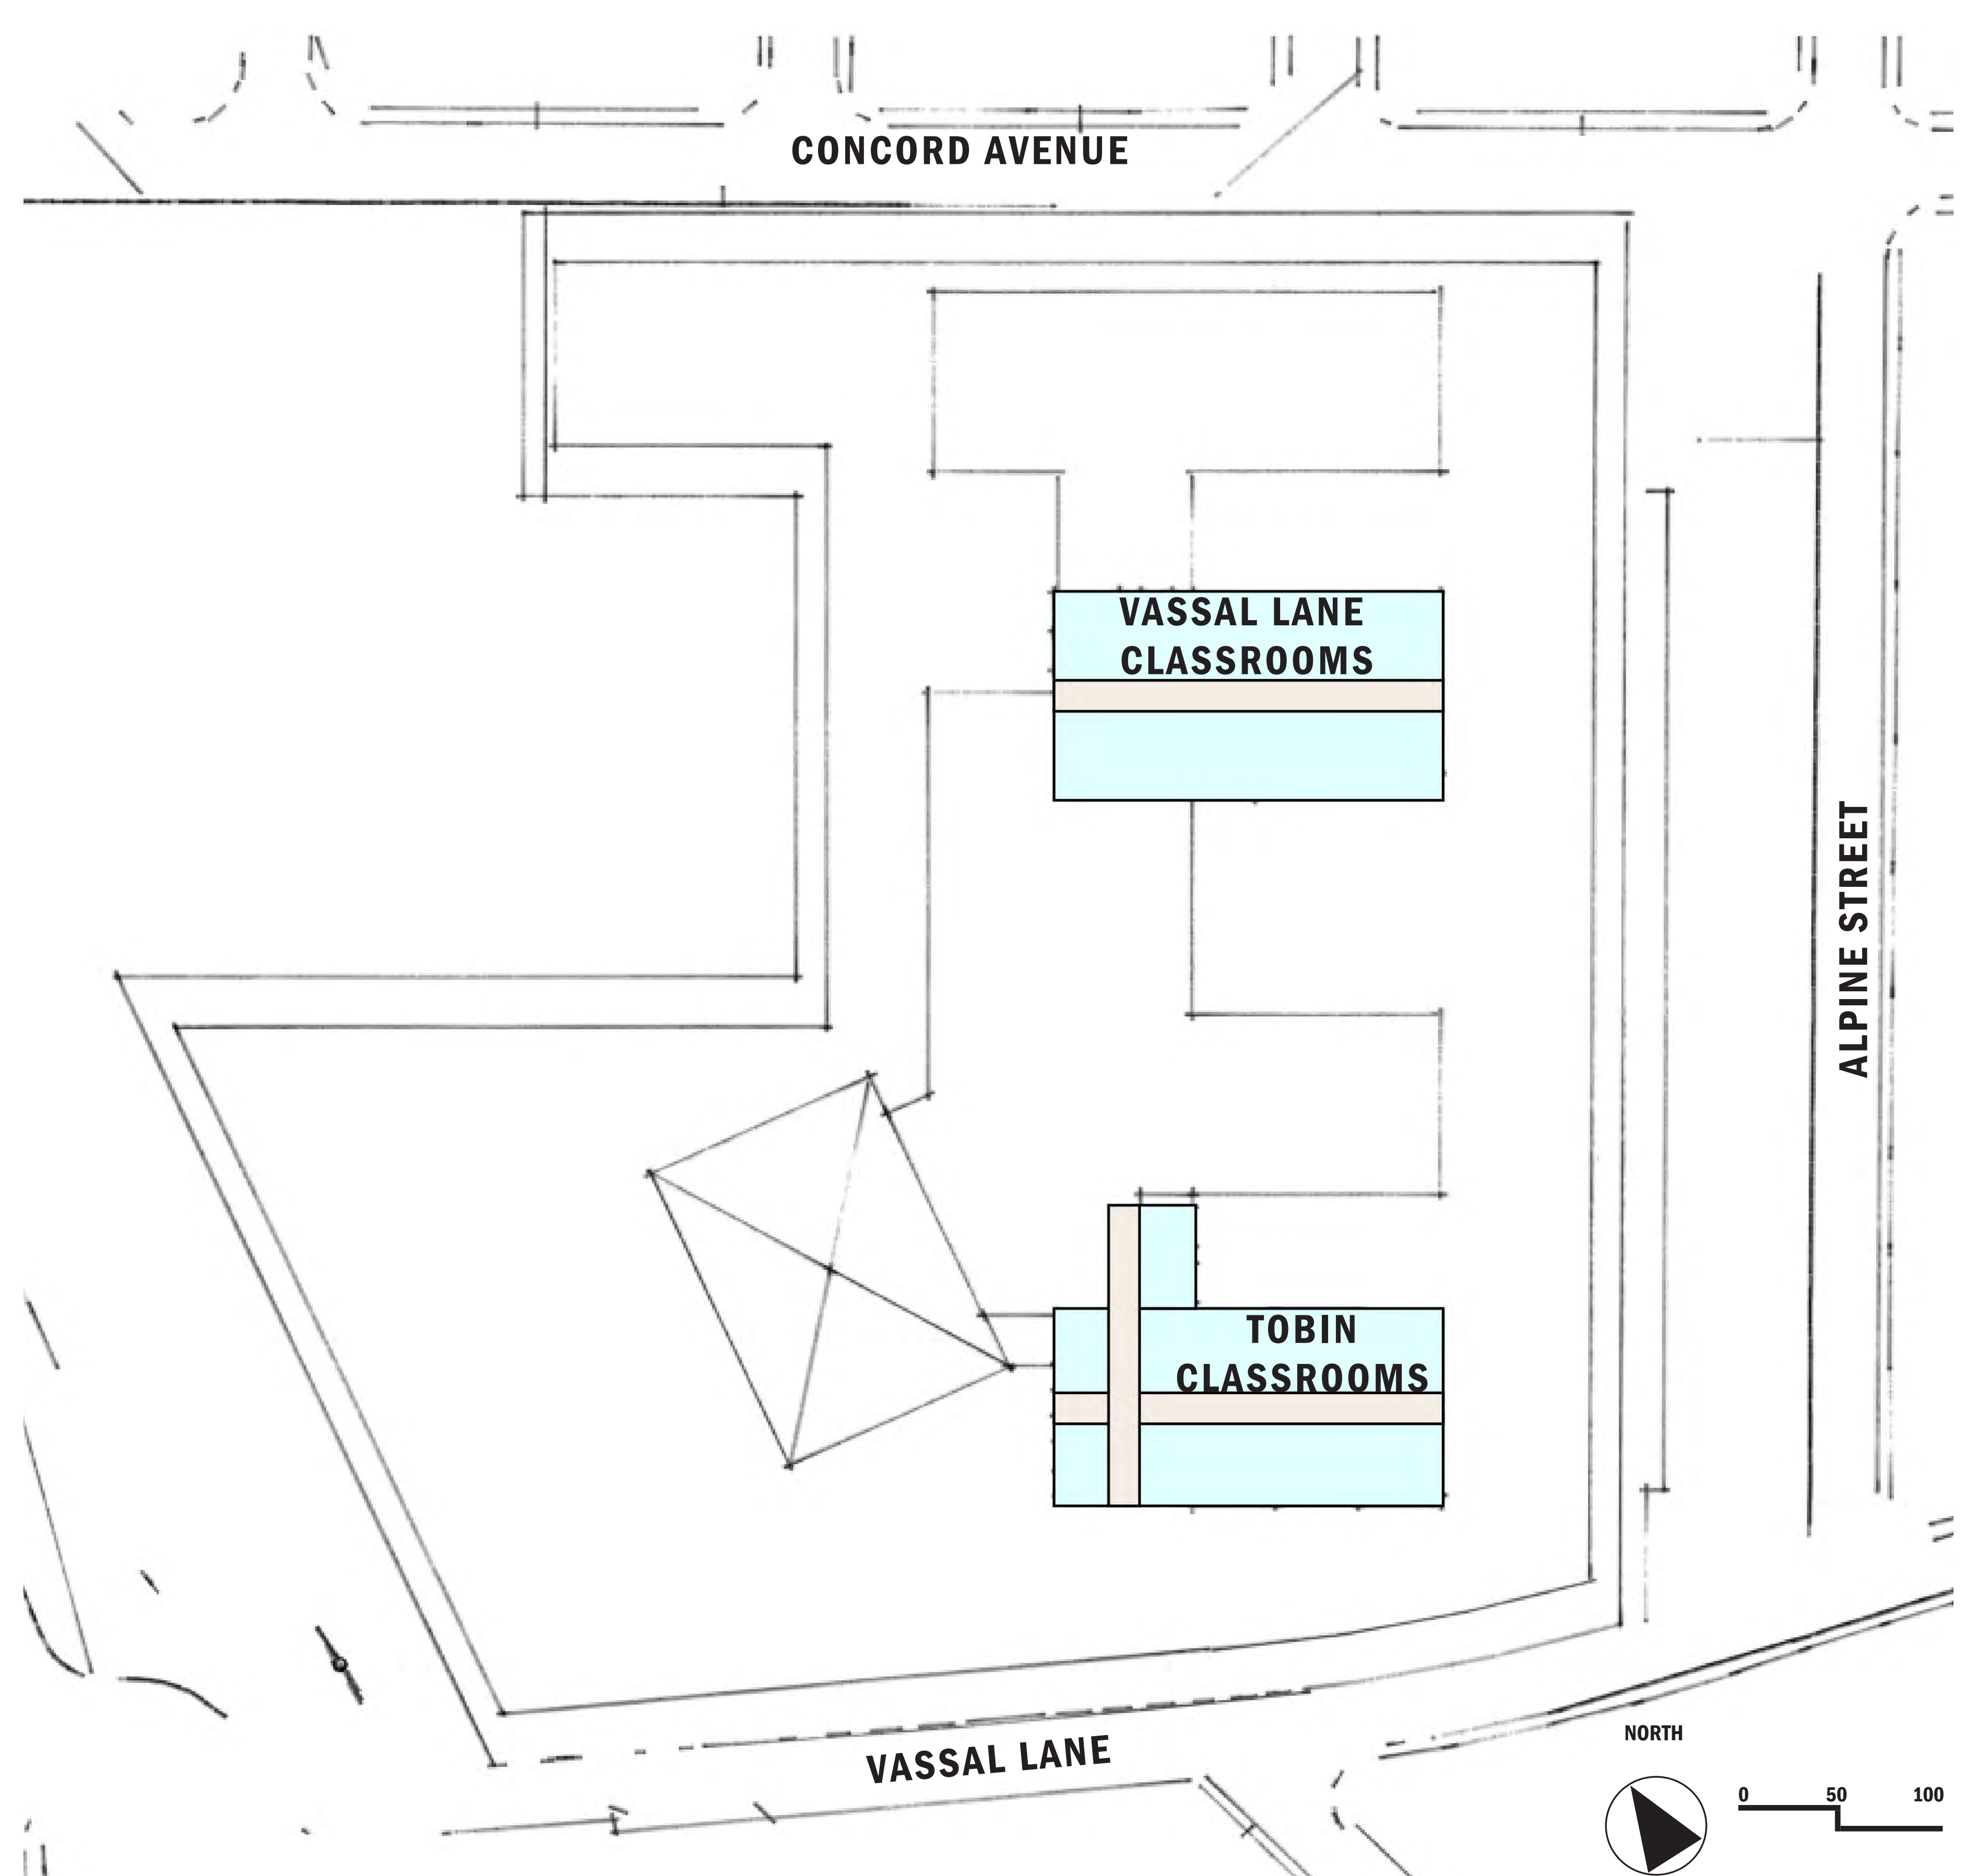 CONCORD AVENUE
VASSAL LANE
CLASSROOMS
ALPINE STREET
TOBIN
CLASSROOMS
VASSAL LANE
NORTH
0 50 100